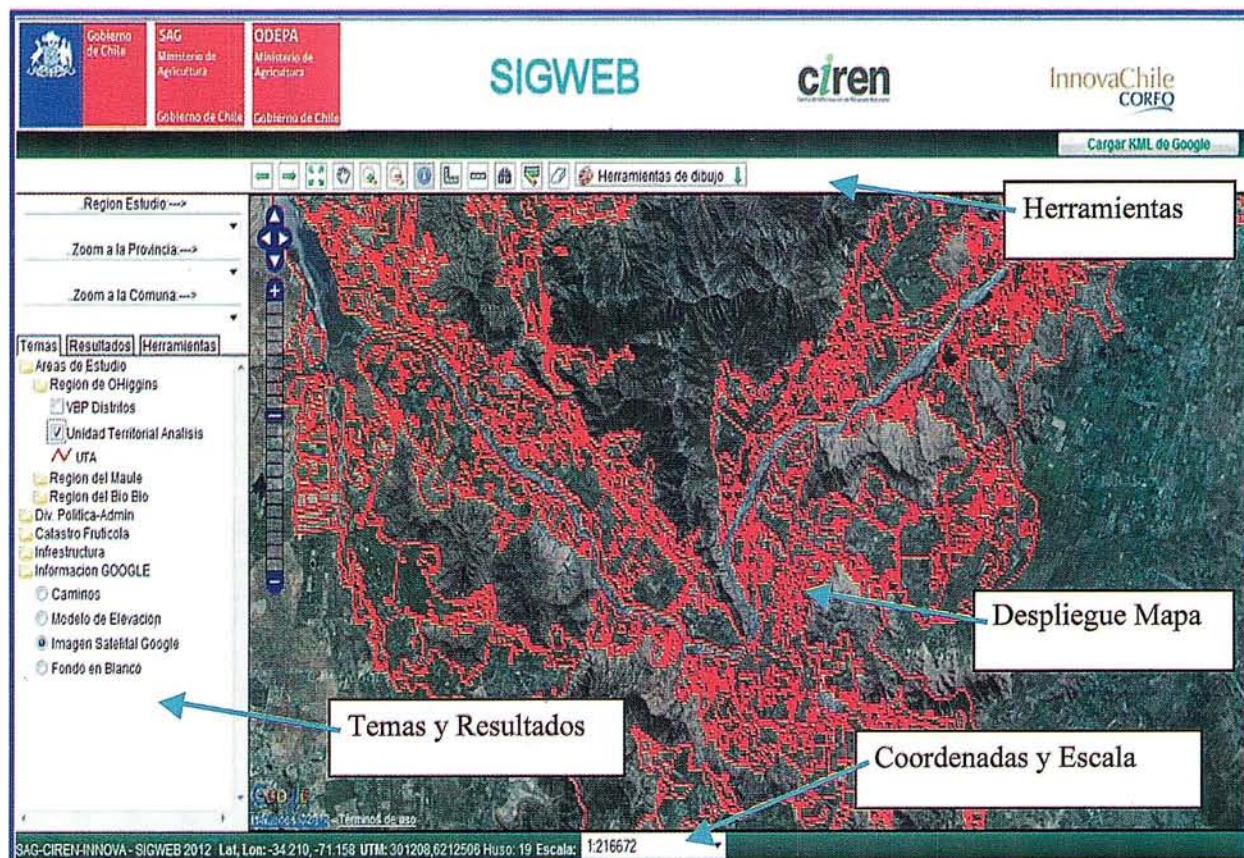 Gobierno
de Chile
SAG
Ministerio de
Agricultura
Gobierno de Chile
ODEPA
Ministerio de
Agricultura
Gobierno de Chile
SIGWEB
ciren
InnovaChile
CORFO
Cargar KML de Google
Herramientas de dibujo
Herramientas
..Region Estudio:--->
..Zoom a la Provincia:--->
..Zoom a la Comuna:--->
Temas Resultados Herramientas
Areas de Estudio
Region de OHiggins
VBP Distritos
Unidad Territorial Analisis
UTA
Region del Maule
Region del Bio Bio
Div. Politica-Admin
Catastro Fruticola
Infrastructura
Informacion GOOGLE
Caminos
Modelo de Elevacion
Imagen Satelital Google
Fondo en Blanco
Despliegue Mapa
Temas y Resultados
Coordenadas y Escala
Google
Términos de uso
SAG-CIREN-INNOVA - SIGWEB 2012 Lat, Lon: -34.210, -71.158 UTM: 301208,6212506 Huso: 19 Escala: 1:216672